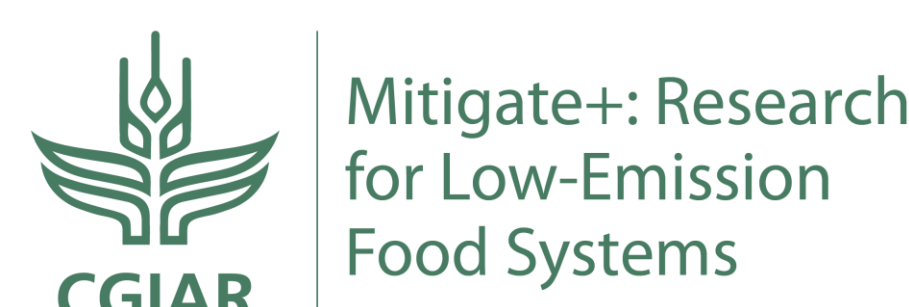 Mitigate+: Research
for Low-Emission
Food Systems
CGIAR